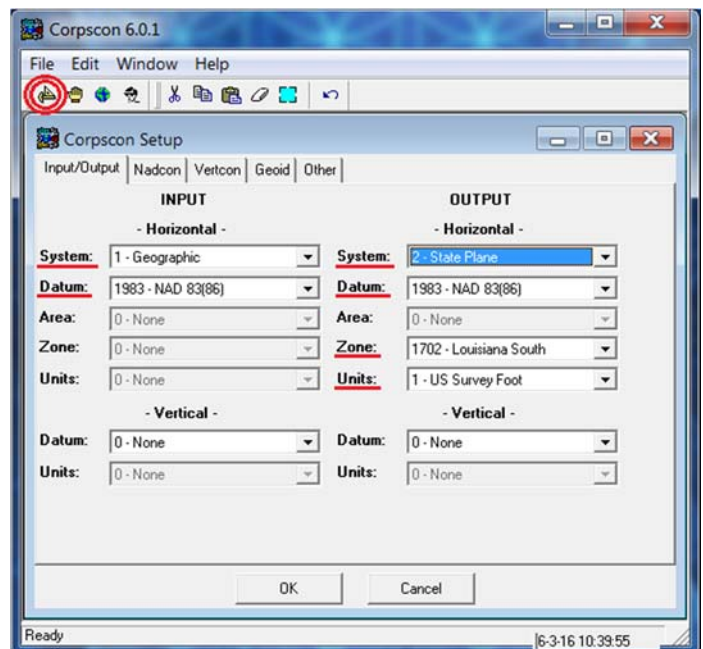 Corpscon 6.0.1
File Edit Window Help
Corpscon Setup
Input/Output Nadcon Vertcon Geoid Other
INPUT OUTPUT
- Horizontal - - Horizontal -
System: 1 - Geographic System: 2 - State Plane
Datum: 1983 - NAD 83(86) Datum: 1983 - NAD 83(86)
Area: 0 - None Area: 0 - None
Zone: 0 - None Zone: 1702 - Louisiana South
Units: 0 - None Units: 1 - US Survey Foot
- Vertical - - Vertical -
Datum: 0 - None Datum: 0 - None
Units: 0 - None Units: 0 - None
OK Cancel
Ready 6-3-16 10:39:55